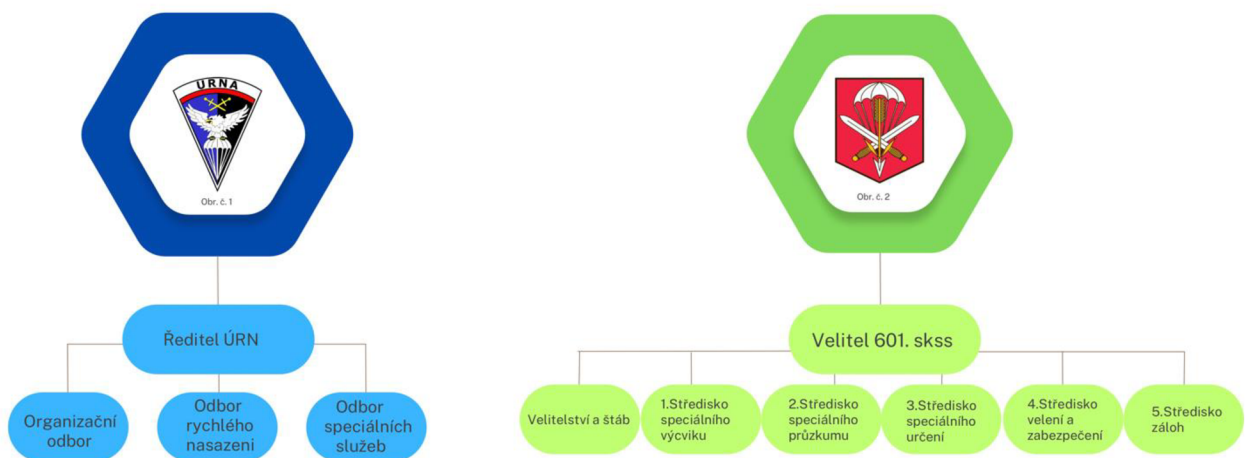 URNA
Obr. č. 1
Ředitel ÚRN
Organizační
odbor
Odbor
rychlého
nasazeni
Odbor
speciálních
služeb
Obr. č. 2
Velitel 601. skss
Velitelství a štáb
1.Středisko
speciálního
výcviku
2.Středisko
speciálního
průzkumu
3.Středisko
speciálního
určení
4.Středisko
velení a
zabezpečení
5.Středisko
záloh